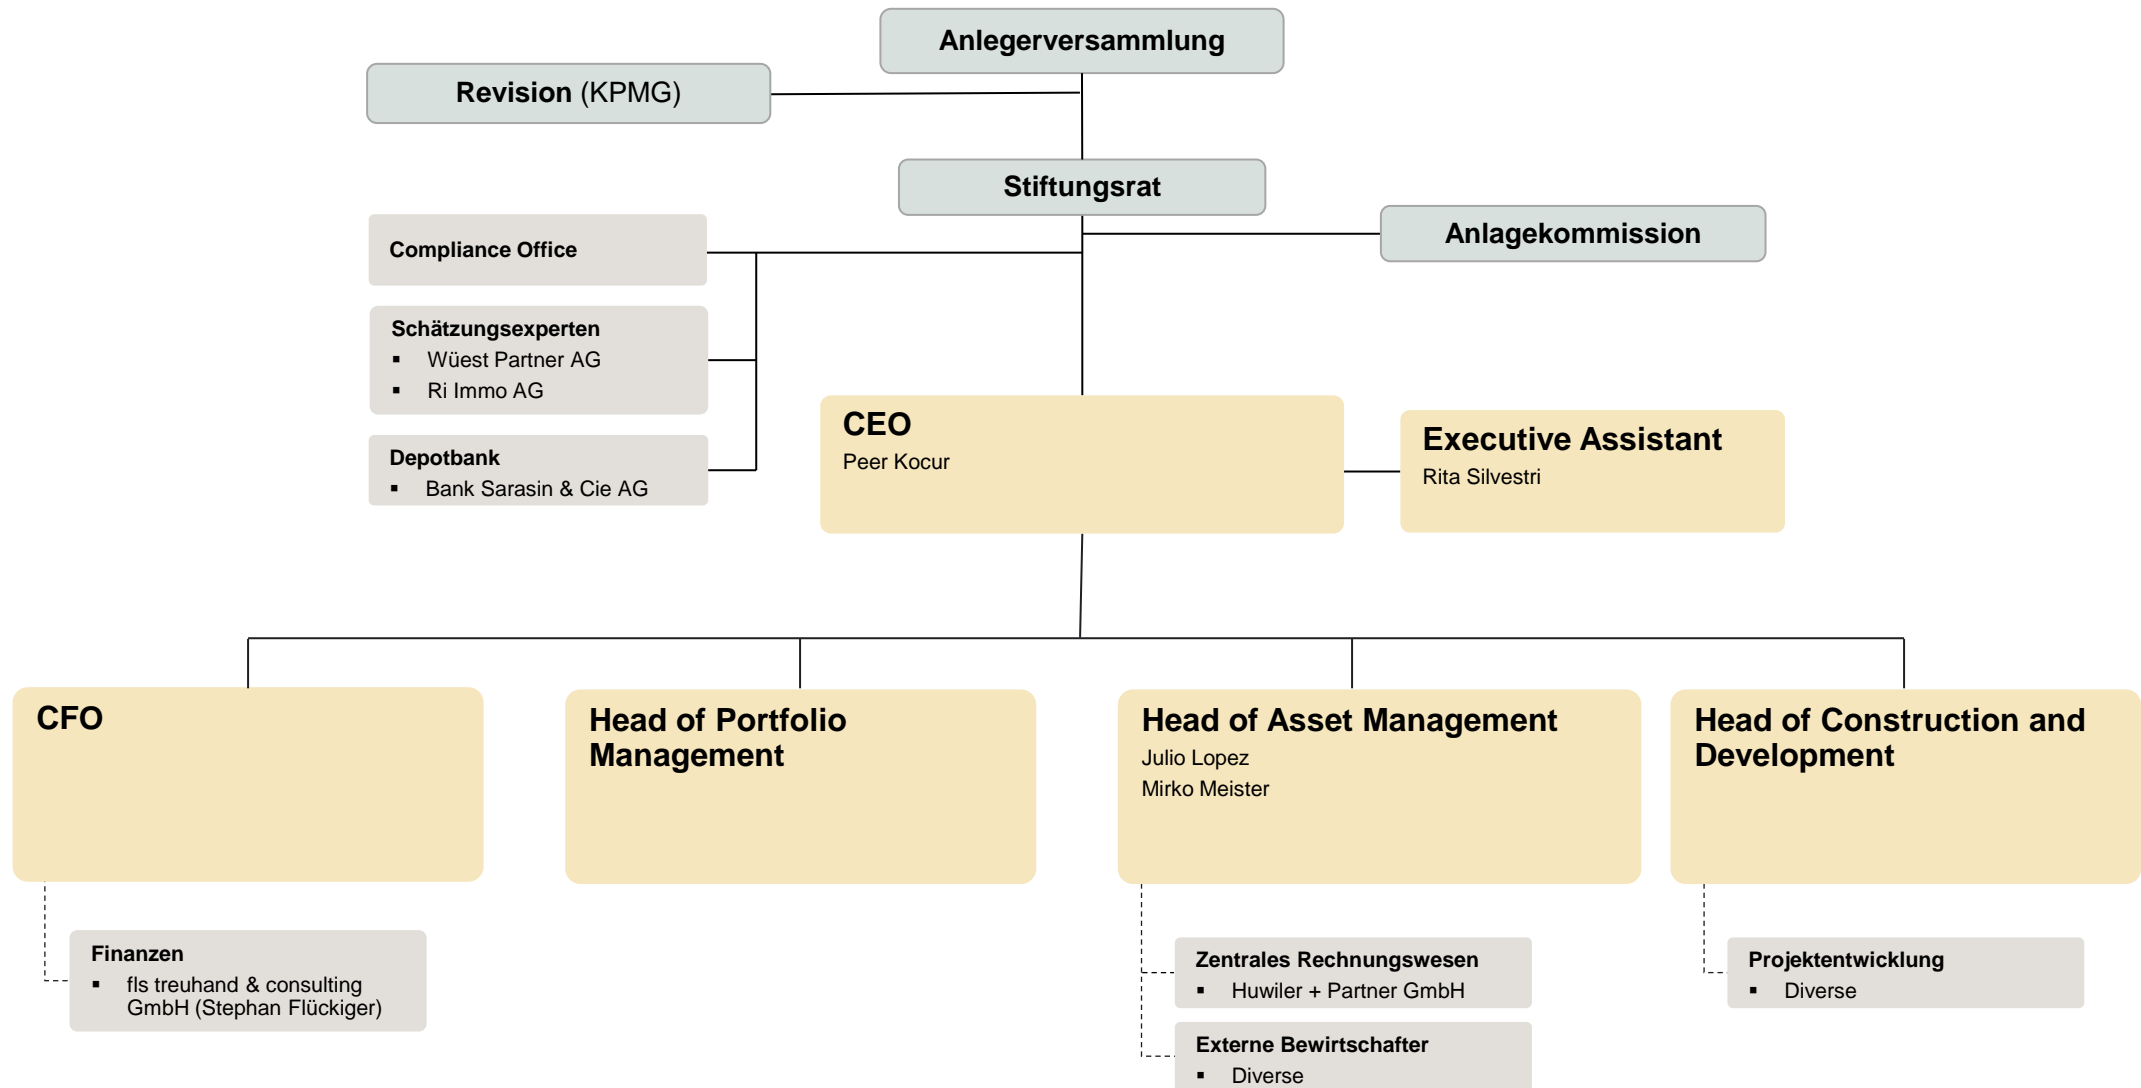 Anlegerversammlung
Revision (KPMG)
Stiftungsrat
Anlagekommission
Compliance Office
Schätzungsexperten
▪ Wüest Partner AG
▪ Ri Immo AG
Depotbank
▪ Bank Sarasin & Cie AG
CEO
Peer Kocur
Executive Assistant
Rita Silvestri
CFO
Head of Portfolio
Management
Head of Asset Management
Julio Lopez
Mirko Meister
Head of Construction and
Development
Finanzen
▪ fls treuhand & consulting
GmbH (Stephan Flückiger)
Zentrales Rechnungswesen
▪ Huwiler + Partner GmbH
Externe Bewirtschafter
▪ Diverse
Projektentwicklung
▪ Diverse